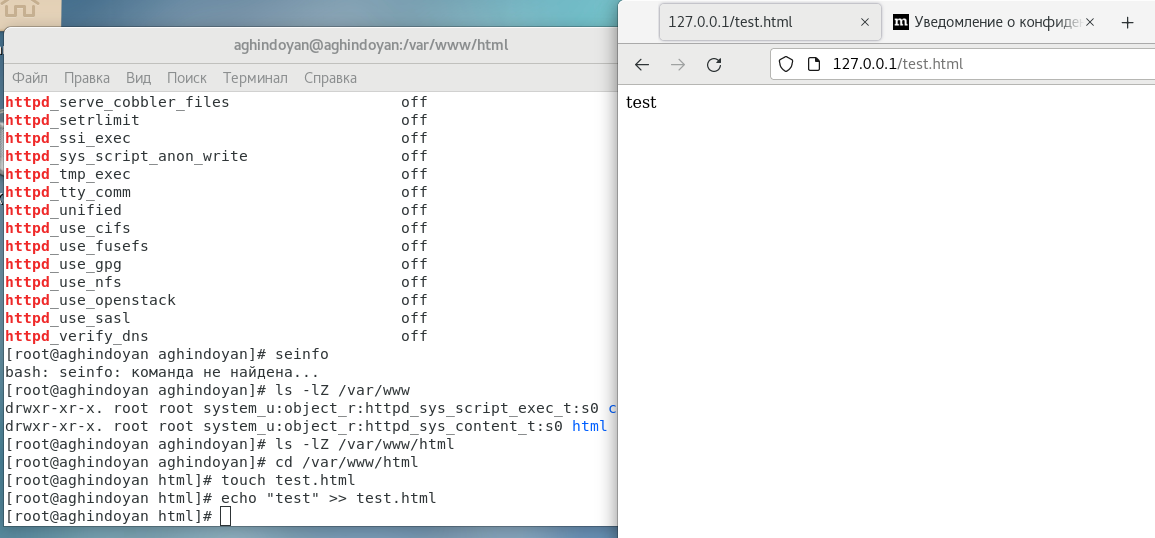 aghindoyan@aghindoyan:/var/www/html
Файл Правка Вид Поиск Терминал Справка
httpd_serve_cobbler_files off
httpd_setrlimit off
httpd_ssi_exec off
httpd_sys_script_anon_write off
httpd_tmp_exec off
httpd_tty_comm off
httpd_unified off
httpd_use_cifs off
httpd_use_fusefs off
httpd_use_gpg off
httpd_use_nfs off
httpd_use_openstack off
httpd_use_sasl off
httpd_verify_dns off
[root@aghindoyan aghindoyan]# seinfo
bash: seinfo: команда не найдена...
[root@aghindoyan aghindoyan]# ls -lZ /var/www
drwxr-xr-x. root root system_u:object_r:httpd_sys_script_exec_t:s0 c
drwxr-xr-x. root root system_u:object_r:httpd_sys_content_t:s0 html
[root@aghindoyan aghindoyan]# ls -lZ /var/www/html
[root@aghindoyan aghindoyan]# cd /var/www/html
[root@aghindoyan html]# touch test.html
[root@aghindoyan html]# echo "test" >> test.html
[root@aghindoyan html]#
127.0.0.1/test.html
m Уведомление о конфиде
127.0.0.1/test.html
test